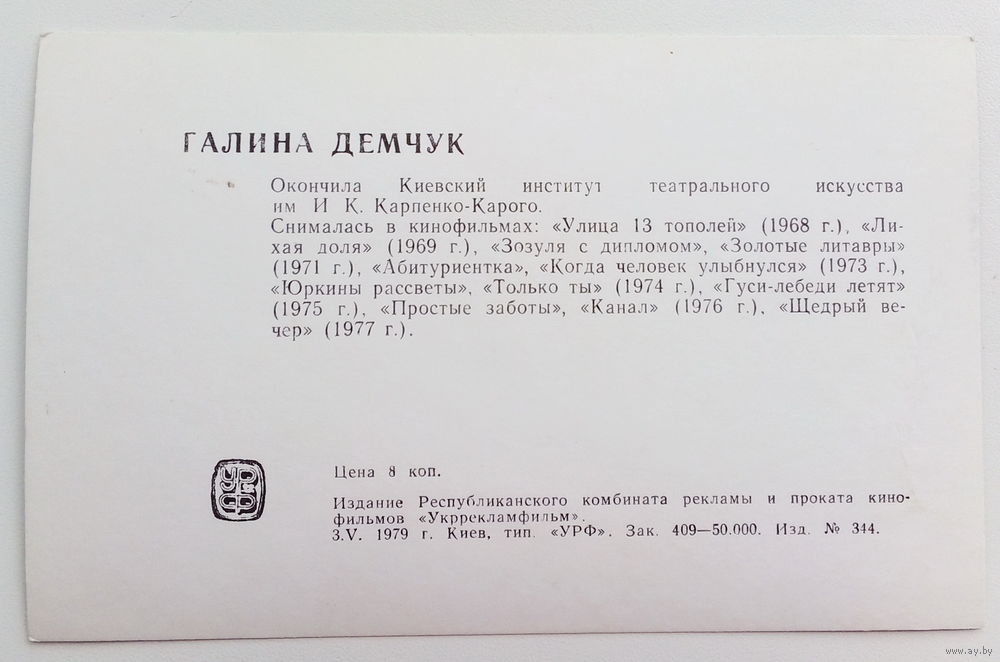 ГАЛИНА ДЕМЧУК
Окончила Киевский институт театрального искусства
им И К. Карпенко-Карого.
Снималась в кинофильмах: «Улица 13 тополей» (1968 г.), «Ли-
хая доля» (1969 г.), «Зозуля с дипломом», «Золотые литавры»
(1971 г.), «Абитуриентка», «Когда человек улыбнулся» (1973 г.),
«Юркины рассветы», «Только ты» (1974 г.), «Гуси-лебеди летят»
(1975 г.), «Простые заботы», «Канал» (1976 г.), «Щедрый ве-
чер» (1977 г.).
Цена 8 коп.
Издание Республиканского комбината рекламы и проката кино-
фильмов «Укррекламфильм».
3.V. 1979 г. Киев, тип. «УРФ». Зак. 409—50.000. Изд. № 344.
www.ay.by